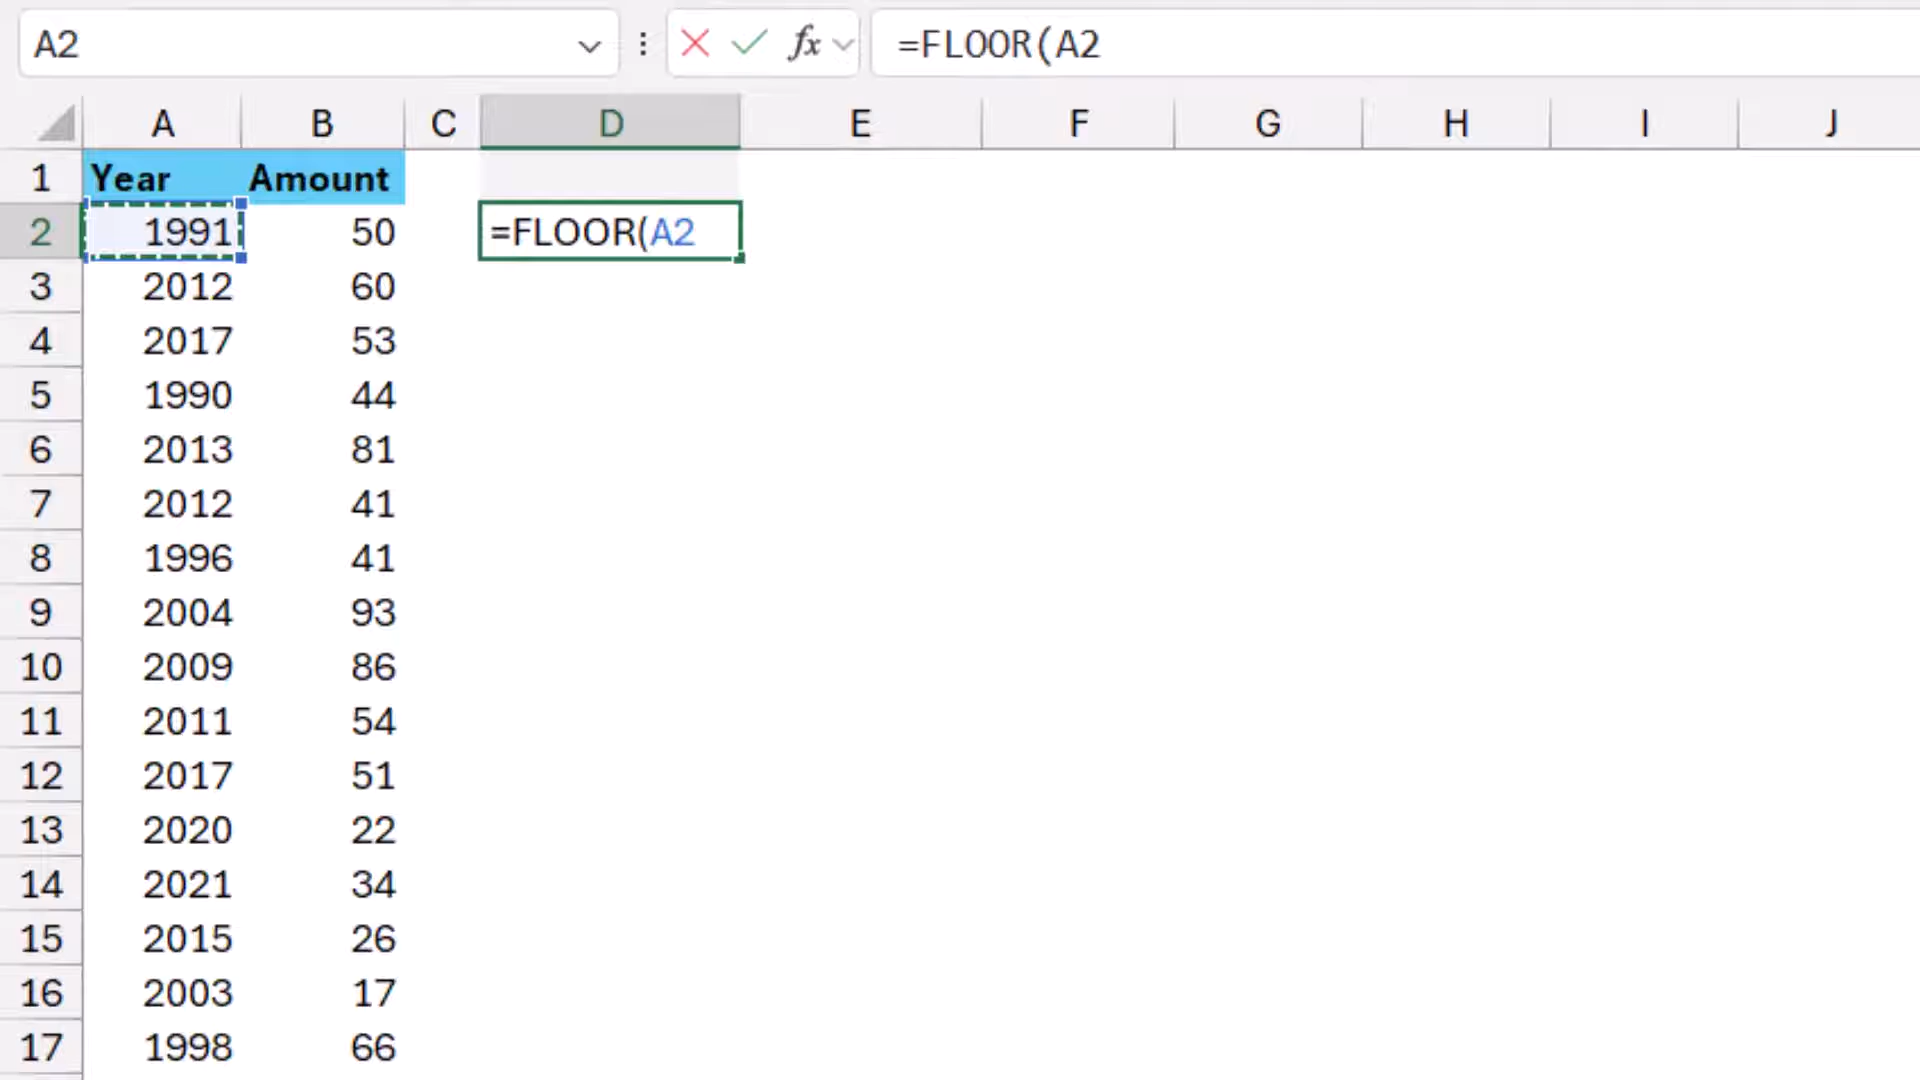 A2 fx =FLOOR(A2
A B C D E F G H I J
1 Year Amount
2 1991 50 =FLOOR(A2
3 2012 60
4 2017 53
5 1990 44
6 2013 81
7 2012 41
8 1996 41
9 2004 93
10 2009 86
11 2011 54
12 2017 51
13 2020 22
14 2021 34
15 2015 26
16 2003 17
17 1998 66